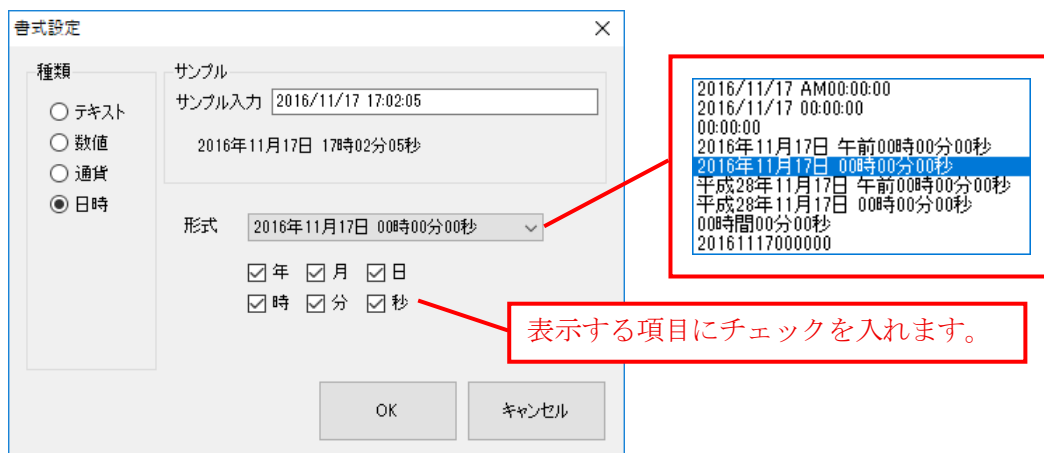 書式設定
種類
テキスト
数値
通貨
日時
サンプル
サンプル入力 2016/11/17 17:02:05
2016年11月17日 17時02分05秒
形式 2016年11月17日 00時00分00秒
年 月 日
時 分 秒
OK キャンセル
2016/11/17 AM00:00:00
2016/11/17 00:00:00
00:00:00
2016年11月17日 午前00時00分00秒
2016年11月17日 00時00分00秒
平成28年11月17日 午前00時00分00秒
平成28年11月17日 00時00分00秒
00時間00分00秒
20161117000000
表示する項目にチェックを入れます。